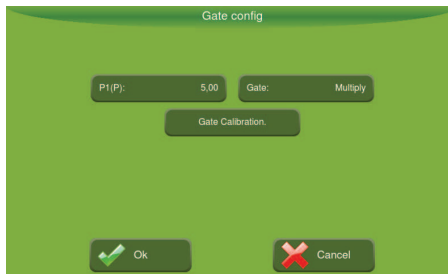 Gate config
P1(P): 5,00 Gate: Multiply
Gate Calibration.
Ok Cancel